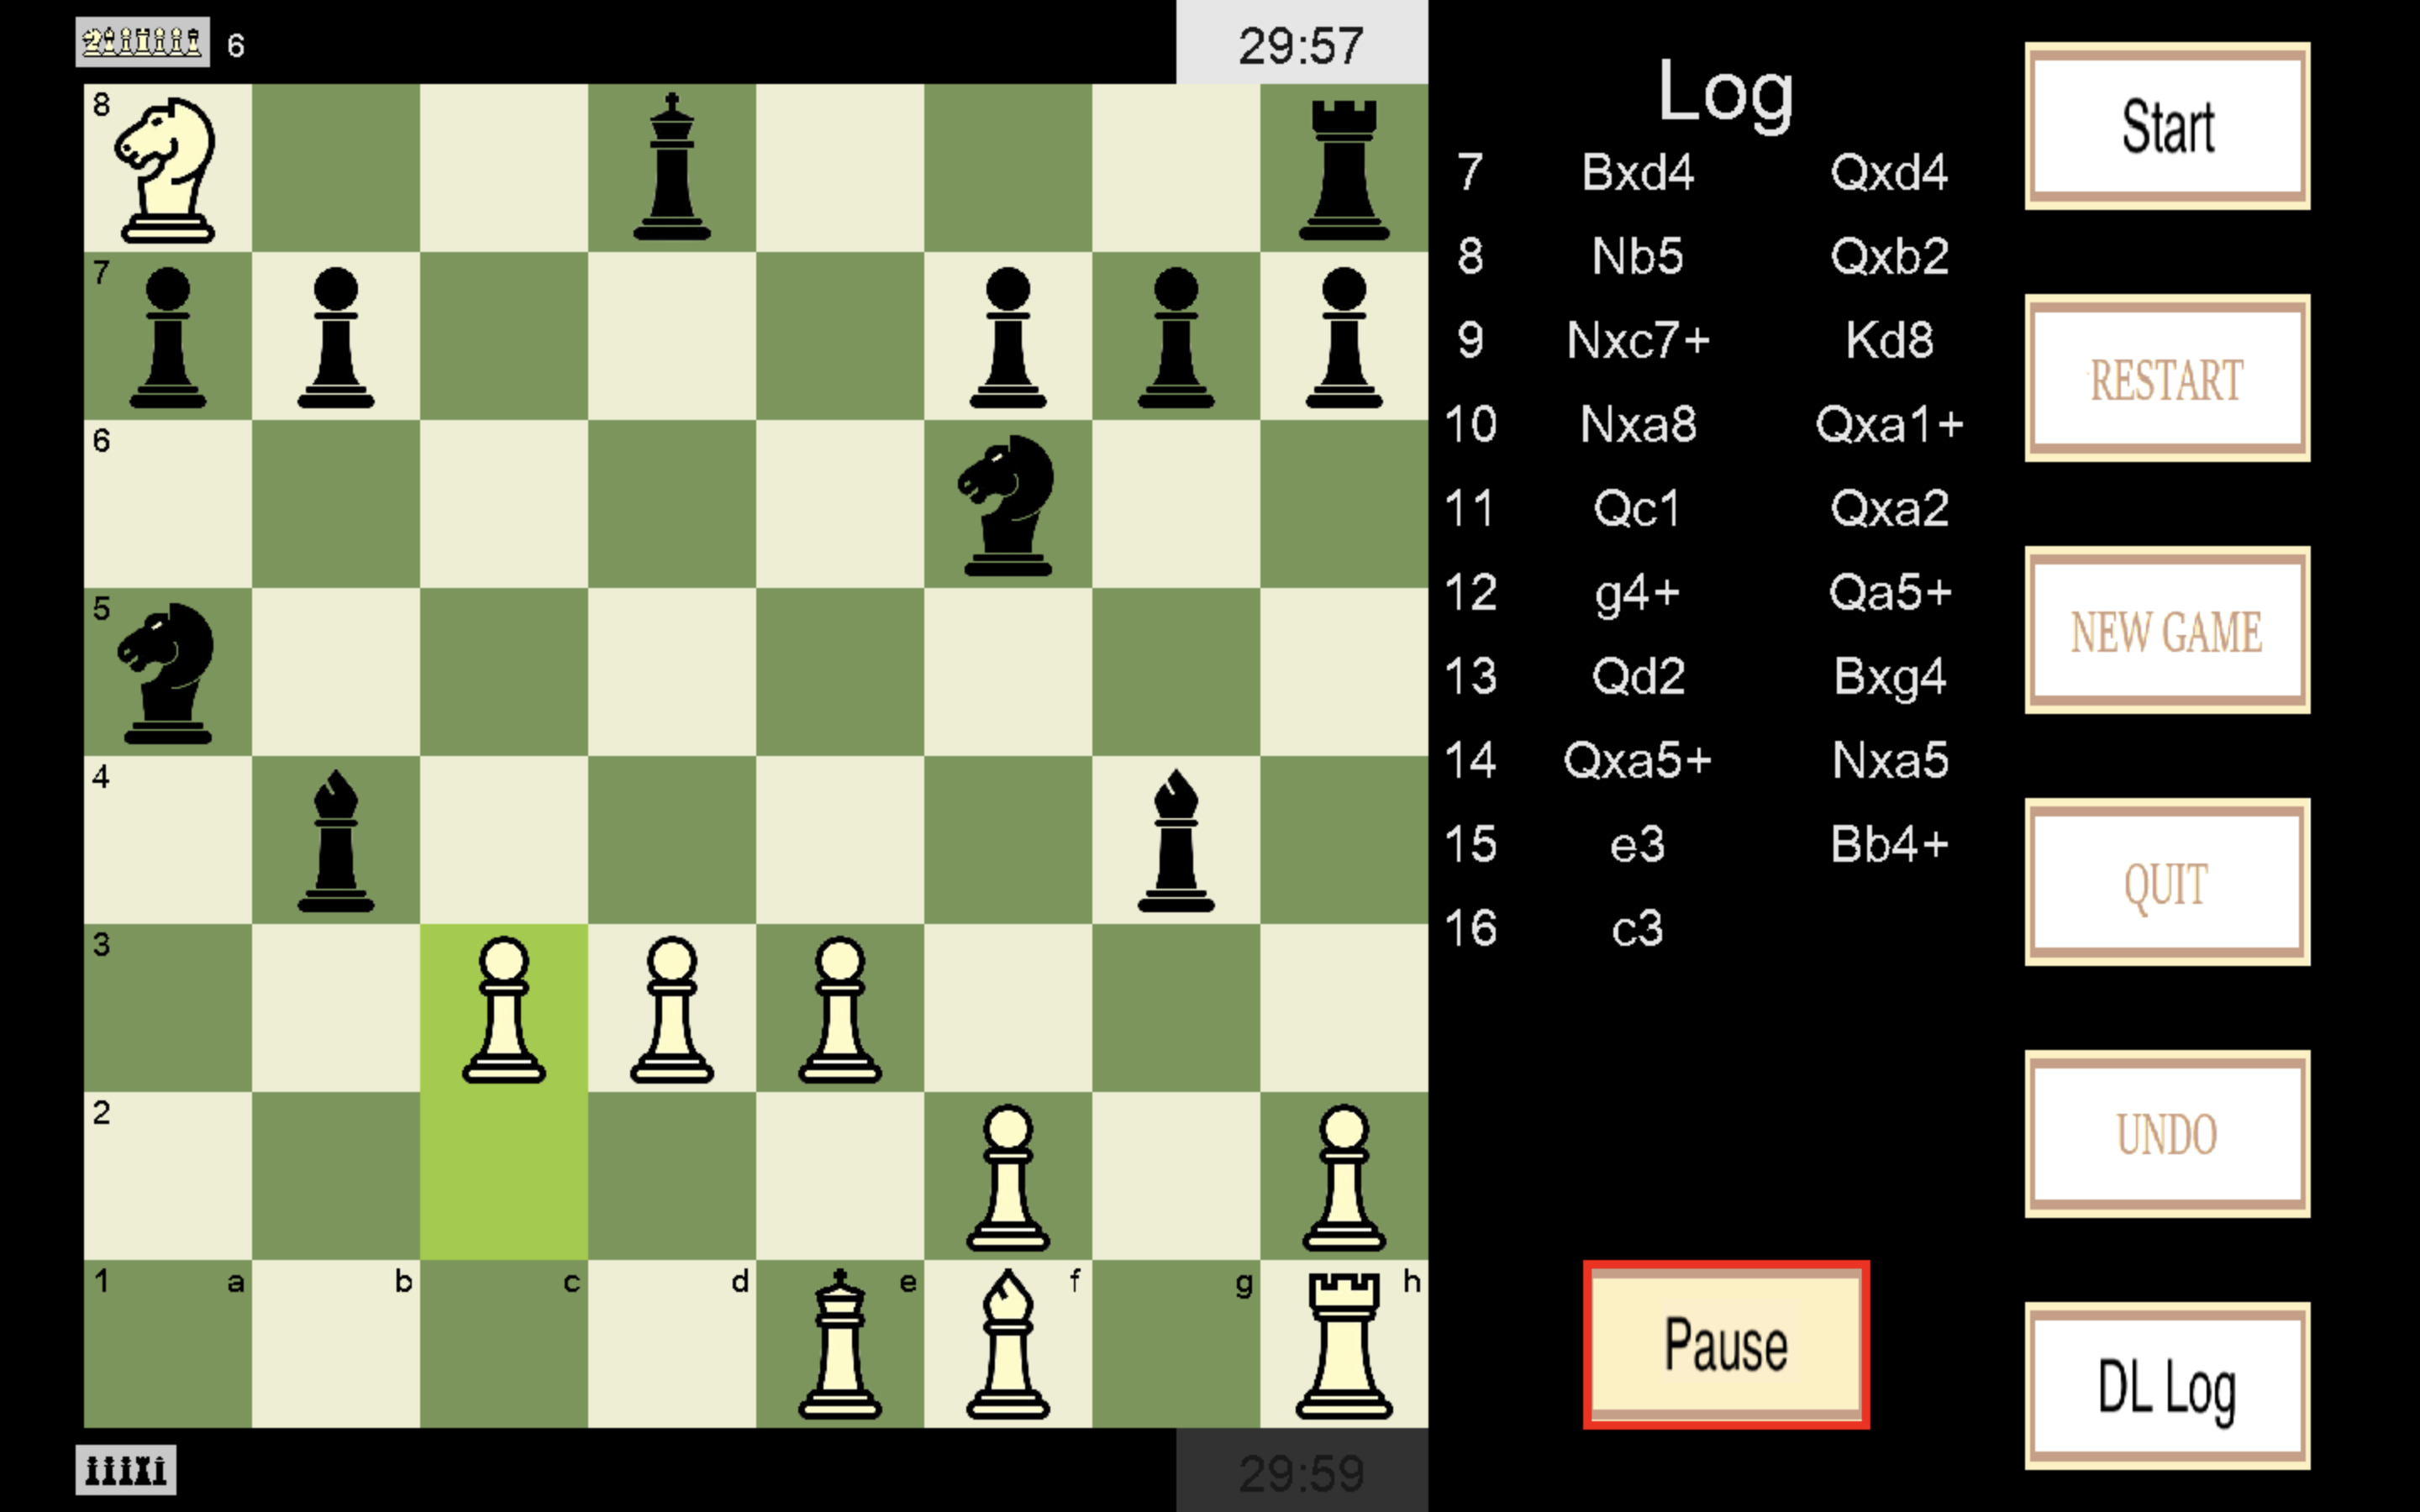 6
29:57
8
7
6
5
4
3
2
1 a b c d e f g h
29:59
Log
7 Bxd4 Qxd4
8 Nb5 Qxb2
9 Nxc7+ Kd8
10 Nxa8 Qxa1+
11 Qc1 Qxa2
12 g4+ Qa5+
13 Qd2 Bxg4
14 Qxa5+ Nxa5
15 e3 Bb4+
16 c3
Pause
Start
RESTART
NEW GAME
QUIT
UNDO
DL Log